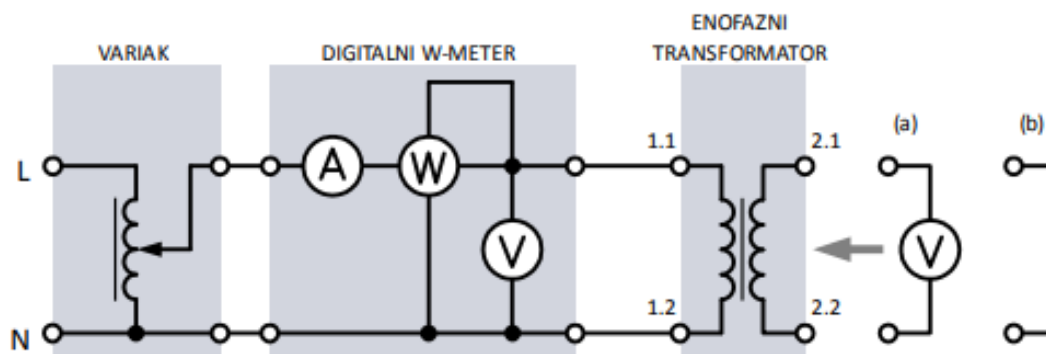 VARIAK
DIGITALNI W-METER
ENOFAZNI
TRANSFORMATOR
L
A
W
V
1.1
2.1
(a)
(b)
V
N
1.2
2.2